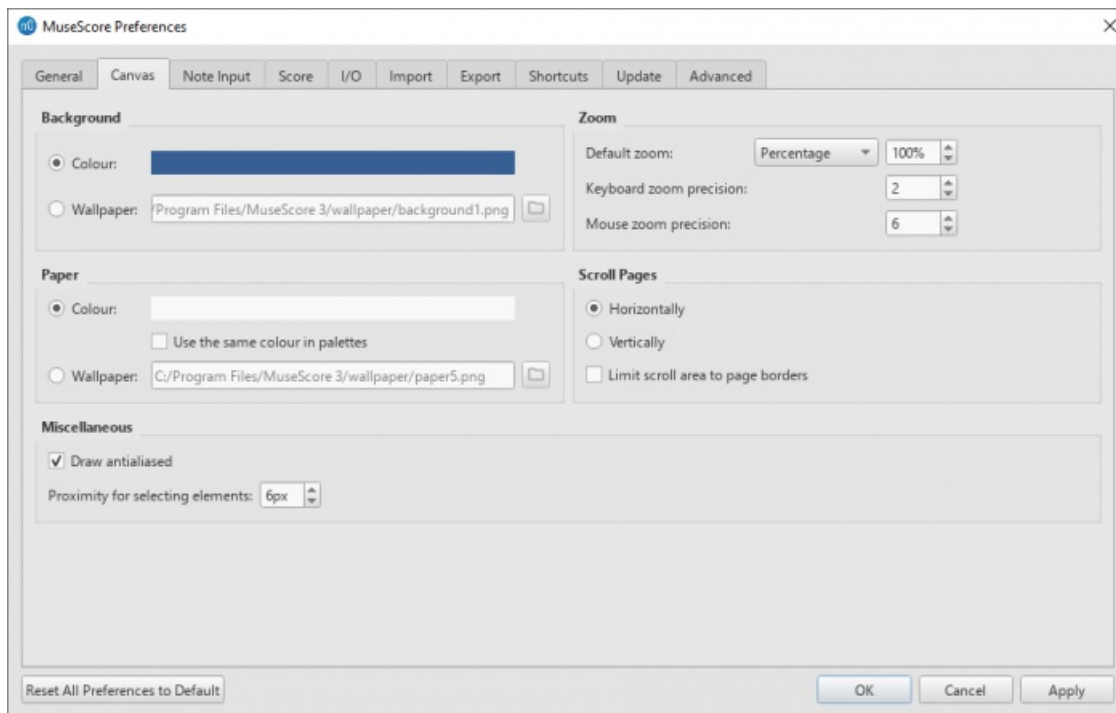 MuseScore Preferences
General Canvas Note Input Score I/O Import Export Shortcuts Update Advanced
Background
Colour:
Wallpaper: /Program Files/MuseScore 3/wallpaper/background1.png
Zoom
Default zoom: Percentage 100%
Keyboard zoom precision: 2
Mouse zoom precision: 6
Paper
Colour:
Use the same colour in palettes
Wallpaper: C:/Program Files/MuseScore 3/wallpaper/paper5.png
Scroll Pages
Horizontally
Vertically
Limit scroll area to page borders
Miscellaneous
Draw antialiased
Proximity for selecting elements: 6px
Reset All Preferences to Default OK Cancel Apply